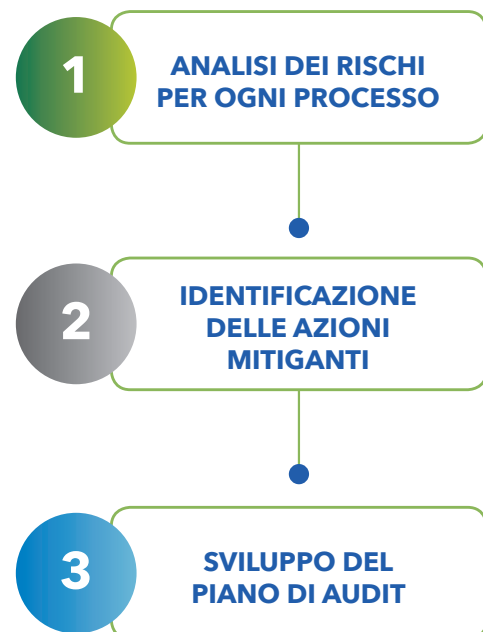 1
ANALISI DEI RISCHI
PER OGNI PROCESSO
2
IDENTIFICAZIONE
DELLE AZIONI
MITIGANTI
3
SVILUPPO DEL
PIANO DI AUDIT